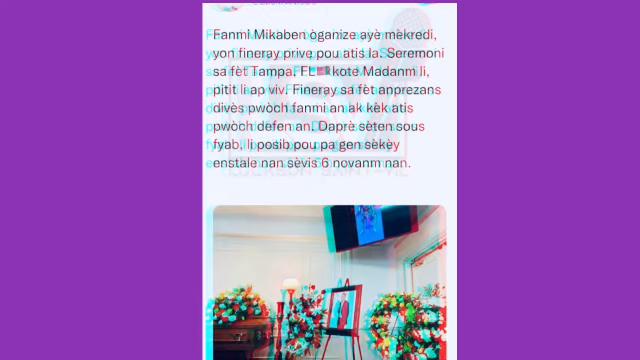 Fanmi Mikaben òganize ayè mèkredi,
yon fineray prive pou atis la. Seremoni
sa fèt Tampa, FL kote Madanm li,
pitit li ap viv. Fineray sa fèt anprezans
divès pwòch fanmi an ak kèk atis
pwòch defen an. Daprè sèten sous
fyab, li posib pou pa gen sèkèy
enstale nan sèvis 6 novanm nan.